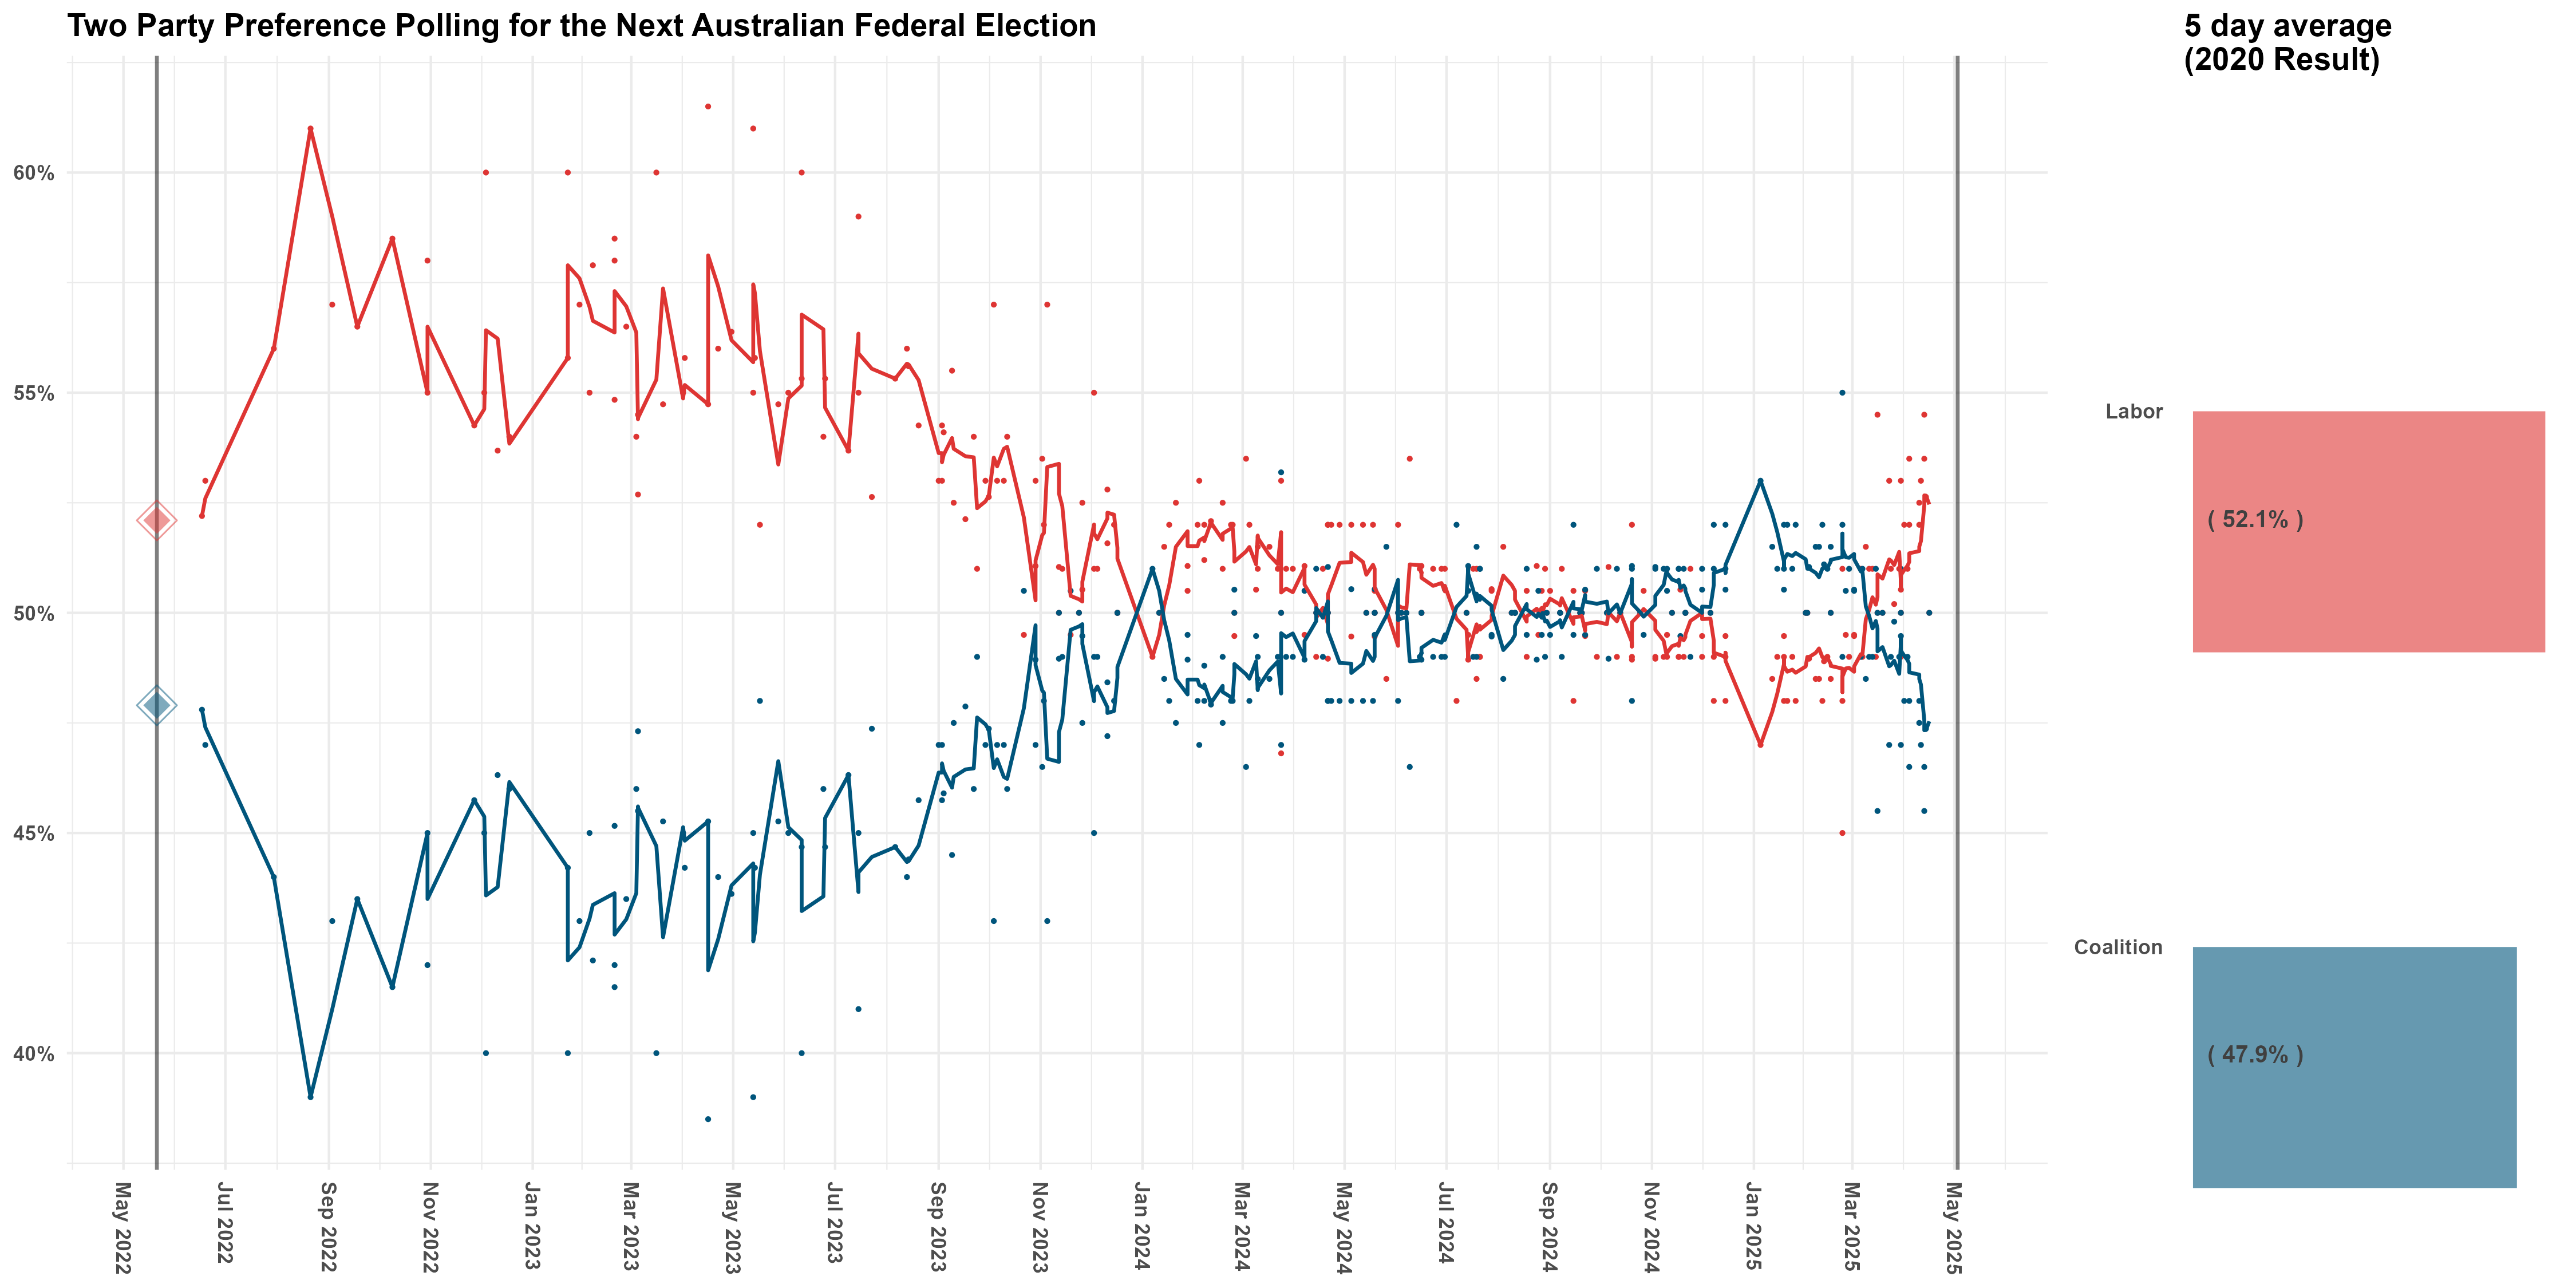 Two Party Preference Polling for the Next Australian Federal Election
5 day average
(2020 Result)
60%
55%
50%
45%
40%
Labor
( 52.1% )
Coalition
( 47.9% )
May 2022
Jul 2022
Sep 2022
Nov 2022
Jan 2023
Mar 2023
May 2023
Jul 2023
Sep 2023
Nov 2023
Jan 2024
Mar 2024
May 2024
Jul 2024
Sep 2024
Nov 2024
Jan 2025
Mar 2025
May 2025